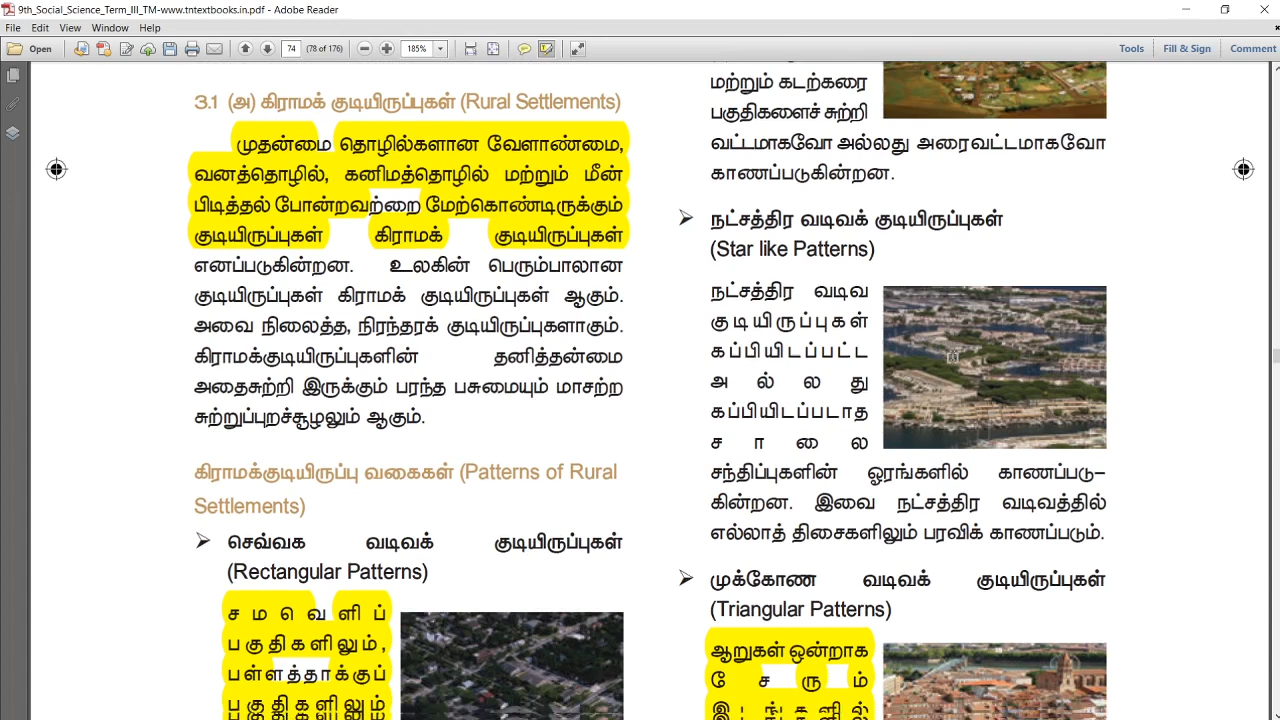 9th_Social_Science_Term_III_TM-www.tntextbooks.in.pdf - Adobe Reader
File Edit View Window Help
Open 74 (78 of 176) 185% Tools Fill & Sign Comment
3.1 (அ) கிராமக் குடியிருப்புகள் (Rural Settlements)
முதன்மை தொழில்களான வேளாண்மை,
வனத்தொழில், கனிமத்தொழில் மற்றும் மீன்
பிடித்தல் போன்றவற்றை மேற்கொண்டிருக்கும்
குடியிருப்புகள் கிராமக் குடியிருப்புகள்
எனப்படுகின்றன. உலகின் பெரும்பாலான
குடியிருப்புகள் கிராமக் குடியிருப்புகள் ஆகும்.
அவை நிலைத்த, நிரந்தரக் குடியிருப்புகளாகும்.
கிராமக்குடியிருப்புகளின் தனித்தன்மை
அதைசுற்றி இருக்கும் பரந்த பசுமையும் மாசற்ற
சுற்றுப்புறச்சூழலும் ஆகும்.
கிராமக்குடியிருப்பு வகைகள் (Patterns of Rural
Settlements)
➢ செவ்வக வடிவக் குடியிருப்புகள்
(Rectangular Patterns)
சமவெளிப்
பகுதிகளிலும்,
பள்ளத்தாக்குப்
பகுதிகளிலும்
மற்றும் கடற்கரை
பகுதிகளைச் சுற்றி
வட்டமாகவோ அல்லது அரைவட்டமாகவோ
காணப்படுகின்றன.
➢ நட்சத்திர வடிவக் குடியிருப்புகள்
(Star like Patterns)
நட்சத்திர வடிவ
குடியிருப்புகள்
கப்பியிடப்பட்ட
அல்லது
கப்பியிடப்படாத
சாலை
சந்திப்புகளின் ஓரங்களில் காணப்படு-
கின்றன. இவை நட்சத்திர வடிவத்தில்
எல்லாத் திசைகளிலும் பரவிக் காணப்படும்.
➢ முக்கோண வடிவக் குடியிருப்புகள்
(Triangular Patterns)
ஆறுகள் ஒன்றாக
சேரும்
இடங்களில்